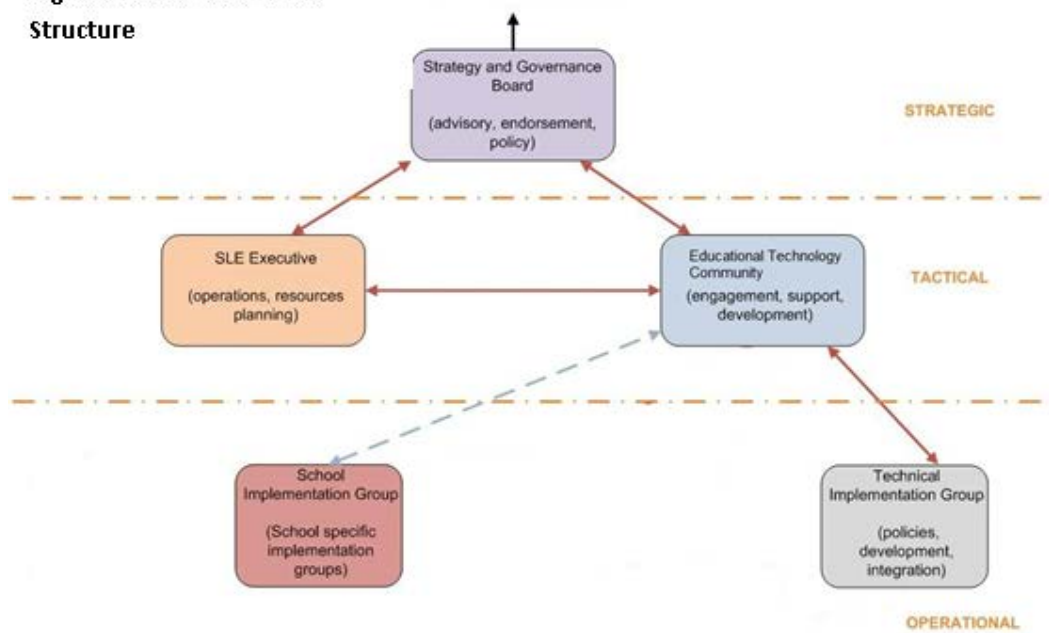 Structure
Strategy and Governance
Board
(advisory, endorsement,
policy)
STRATEGIC
SLE Executive
(operations, resources
planning)
Educational Technology
Community
(engagement, support,
development)
TACTICAL
School
Implementation Group
(School specific
implementation
groups)
Technical
Implementation Group
(policies,
development,
integration)
OPERATIONAL